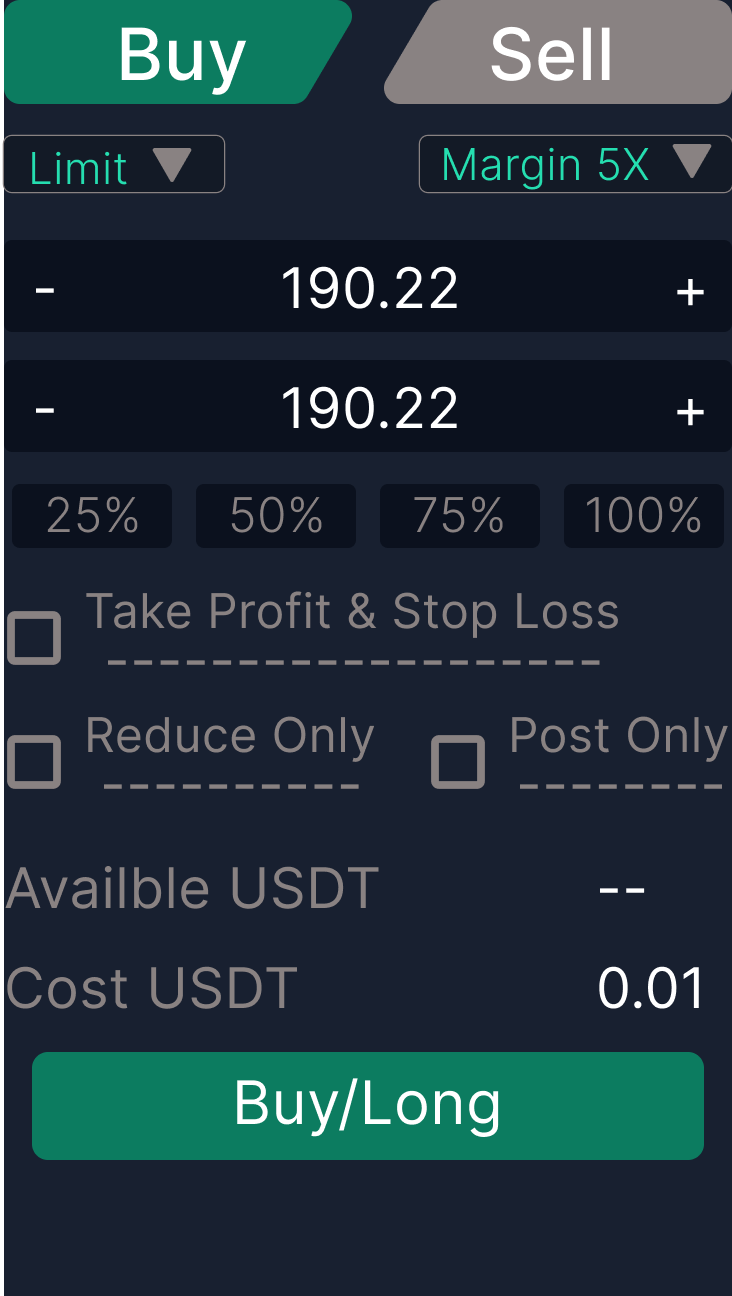 Buy Sell
Limit Margin 5X
- 190.22 +
- 190.22 +
25% 50% 75% 100%
Take Profit & Stop Loss
Reduce Only Post Only
Availble USDT --
Cost USDT 0.01
Buy/Long